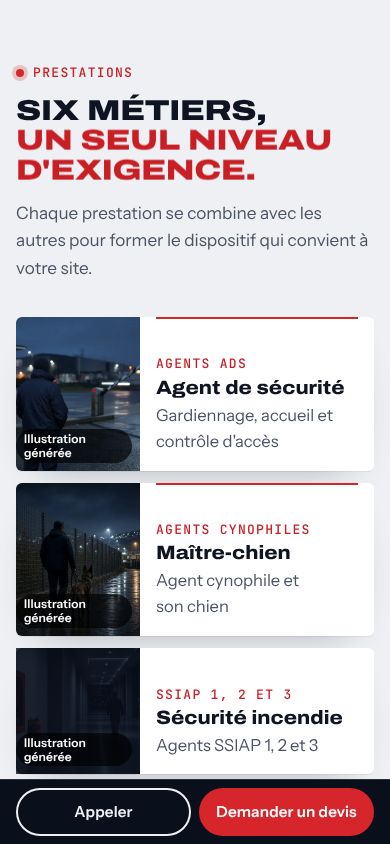 PRESTATIONS
SIX MÉTIERS,
UN SEUL NIVEAU
D'EXIGENCE.
Chaque prestation se combine avec les
autres pour former le dispositif qui convient à
votre site.
AGENTS ADS
Agent de sécurité
Gardiennage, accueil et
contrôle d'accès
Illustration
générée
AGENTS CYNOPHILES
Maître-chien
Agent cynophile et
son chien
Illustration
générée
SSIAP 1, 2 ET 3
Sécurité incendie
Agents SSIAP 1, 2 et 3
Illustration
générée
Appeler
Demander un devis